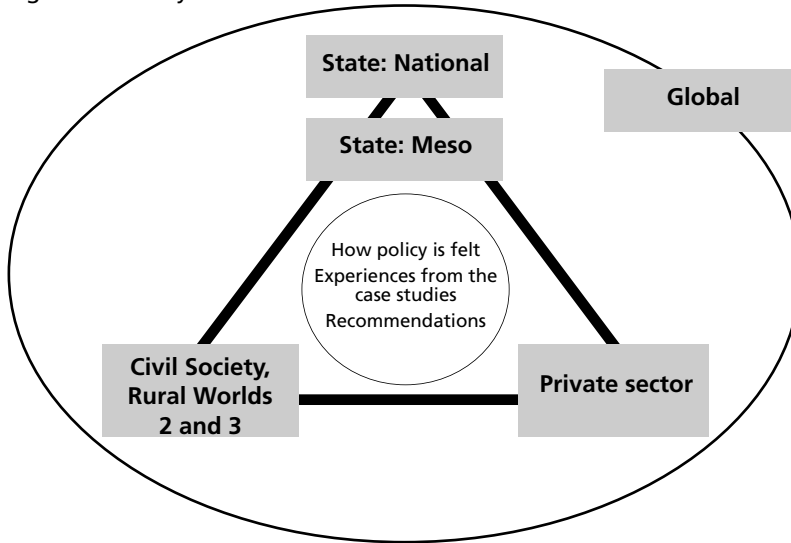 State: National
Global
State: Meso
How policy is felt
Experiences from the
case studies
Recommendations
Civil Society,
Rural Worlds
2 and 3
Private sector